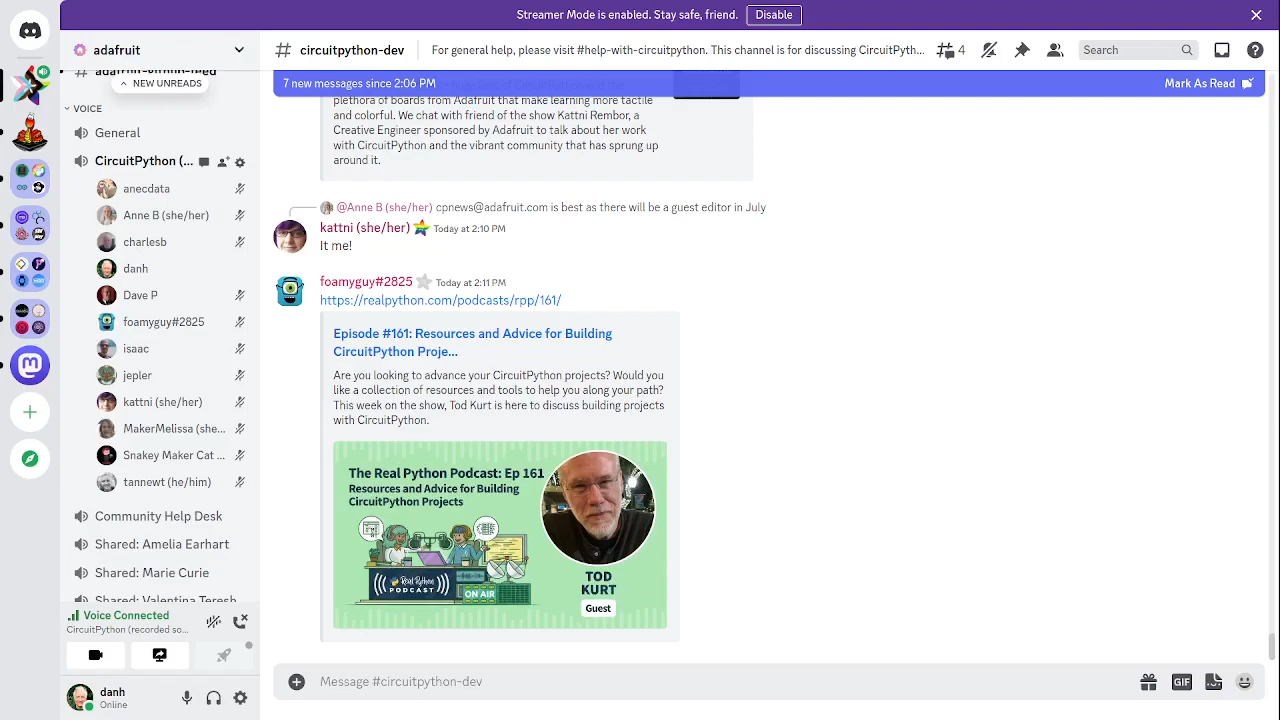 Streamer Mode is enabled. Stay safe, friend.
Disable
adafruit
# circuitpython-dev
For general help, please visit #help-with-circuitpython. This channel is for discussing CircuitPyth...
4
Search
NEW UNREADS
7 new messages since 2:06 PM
Mark As Read
VOICE
General
CircuitPython (...
anecdata
Anne B (she/her)
charlesb
danh
Dave P
foamyguy#2825
isaac
jepler
kattni (she/her)
MakerMelissa (she...
Snakey Maker Cat ...
tannewt (he/him)
Community Help Desk
Shared: Amelia Earhart
Shared: Marie Curie
Shared: Valentina Teresh
Voice Connected
CircuitPython (recorded so...
danh
Online
plethora of boards from Adafruit that make learning more tactile
and colorful. We chat with friend of the show Kattni Rembor, a
Creative Engineer sponsored by Adafruit to talk about her work
with CircuitPython and the vibrant community that has sprung up
around it.
@Anne B (she/her) cpnews@adafruit.com is best as there will be a guest editor in July
kattni (she/her) Today at 2:10 PM
It me!
foamyguy#2825 Today at 2:11 PM
https://realpython.com/podcasts/rpp/161/
Episode #161: Resources and Advice for Building
CircuitPython Proje...
Are you looking to advance your CircuitPython projects? Would you
like a collection of resources and tools to help you along your path?
This week on the show, Tod Kurt is here to discuss building projects
with CircuitPython.
The Real Python Podcast: Ep 161
Resources and Advice for Building
CircuitPython Projects
Real Python
PODCAST
ON AIR
TOD
KURT
Guest
Message #circuitpython-dev
GIF